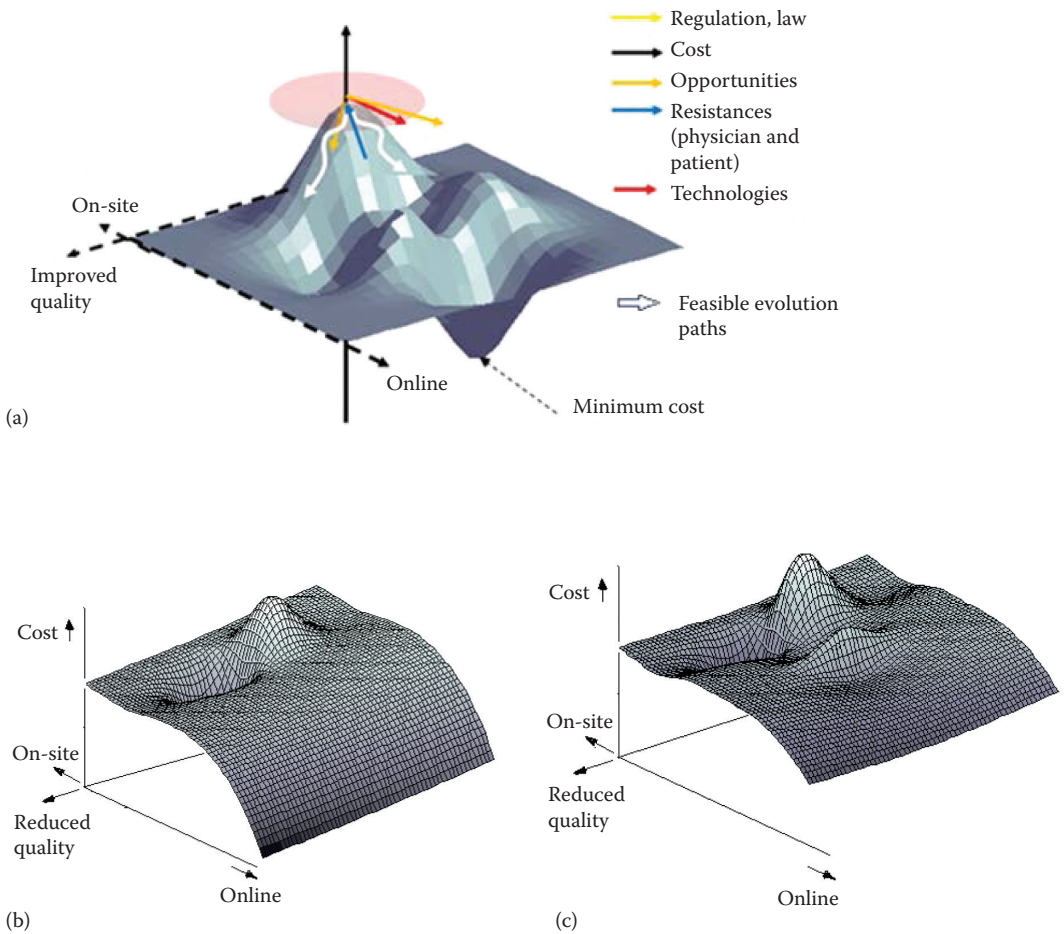 Regulation, law
Cost
Opportunities
Resistances
(physician and
patient)
Technologies
On-site
Improved
quality
Feasible evolution
paths
Online
Minimum cost
(a)
Cost
On-site
Reduced
quality
Online
(b)
Cost
On-site
Reduced
quality
Online
(c)